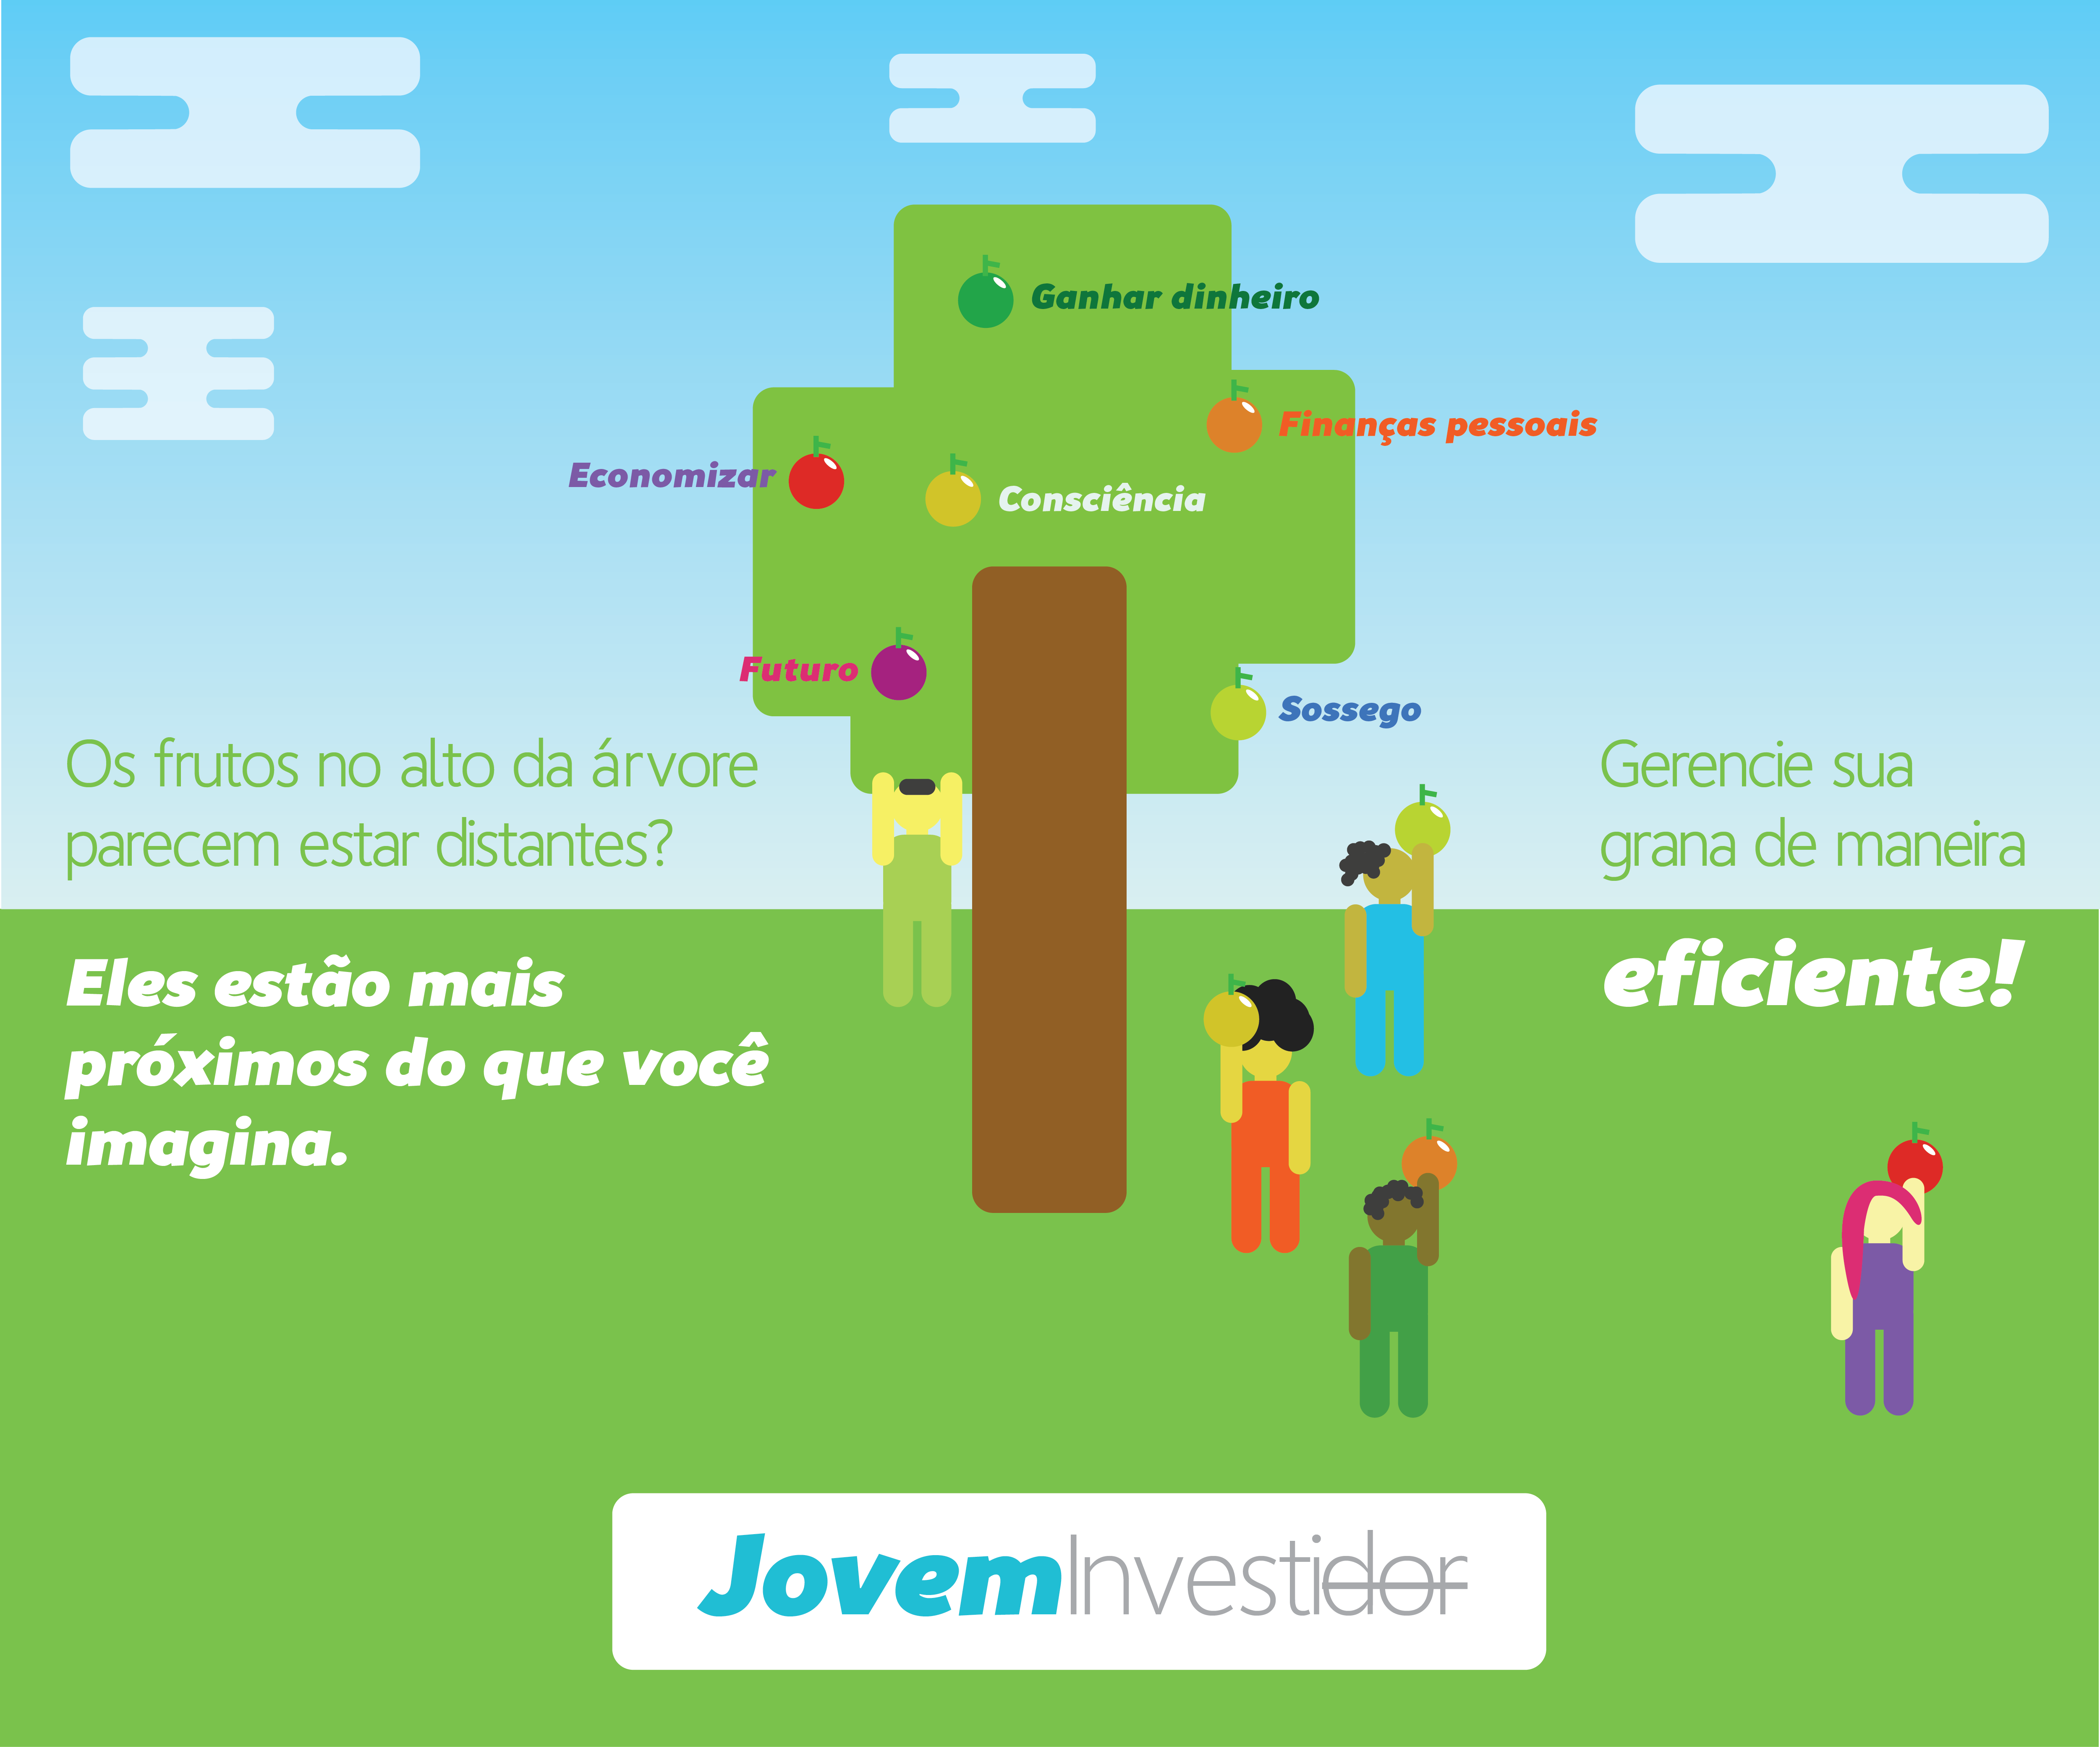 Ganhar dinheiro
Finanças pessoais
Economizar
Consciência
Futuro
Sossego
Os frutos no alto da árvore
parecem estar distantes?
Eles estão mais
próximos do que você
imagina.
Gerencie sua
grana de maneira
eficiente!
JovemInvestidor